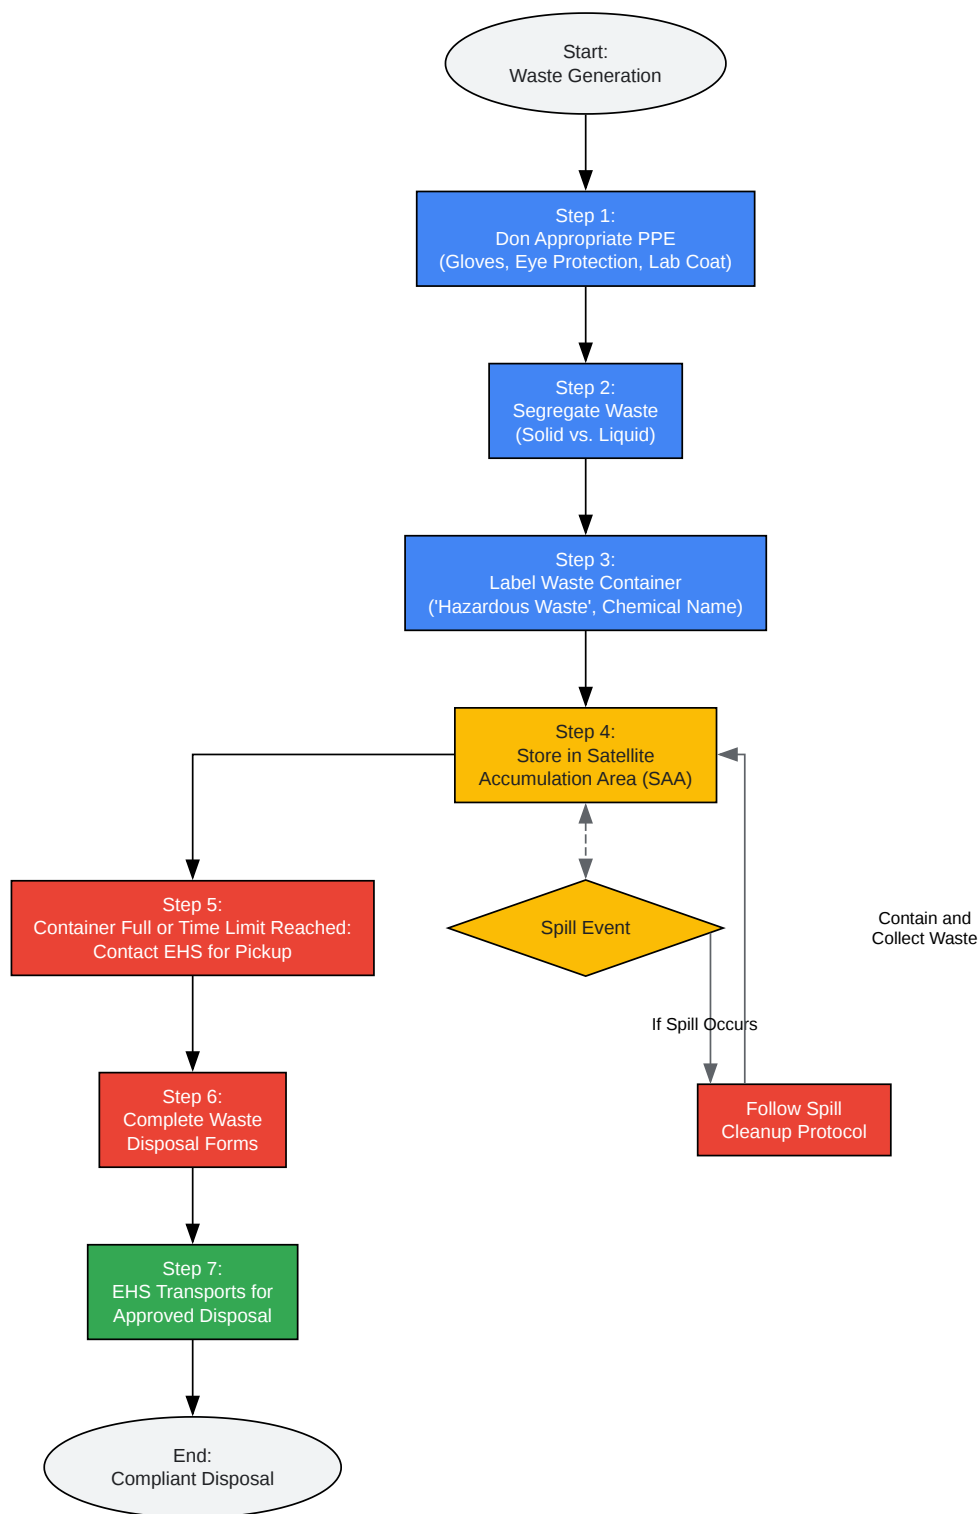 Start:
Waste Generation
Step 1:
Don Appropriate PPE
(Gloves, Eye Protection, Lab Coat)
Step 2:
Segregate Waste
(Solid vs. Liquid)
Step 3:
Label Waste Container
('Hazardous Waste', Chemical Name)
Step 4:
Store in Satellite
Accumulation Area (SAA)
Step 5:
Container Full or Time Limit Reached:
Contact EHS for Pickup
Spill Event
Contain and
Collect Waste
If Spill Occurs
Step 6:
Complete Waste
Disposal Forms
Follow Spill
Cleanup Protocol
Step 7:
EHS Transports for
Approved Disposal
End:
Compliant Disposal